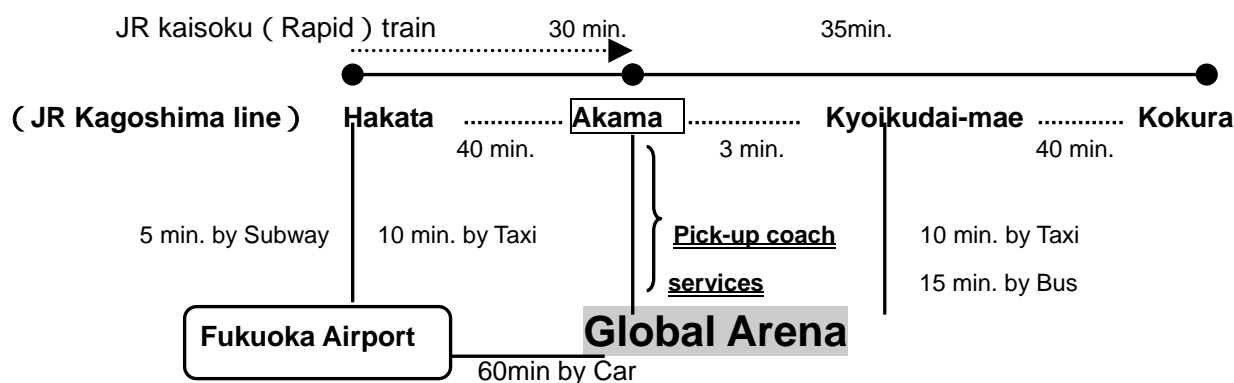 JR kaisoku（Rapid）train 30 min. 35min.
（JR Kagoshima line） Hakata ............... Akama ............... Kyoikudai-mae ............ Kokura
40 min. 3 min. 40 min.
5 min. by Subway 10 min. by Taxi Pick-up coach 10 min. by Taxi
services 15 min. by Bus
Fukuoka Airport Global Arena
60min by Car